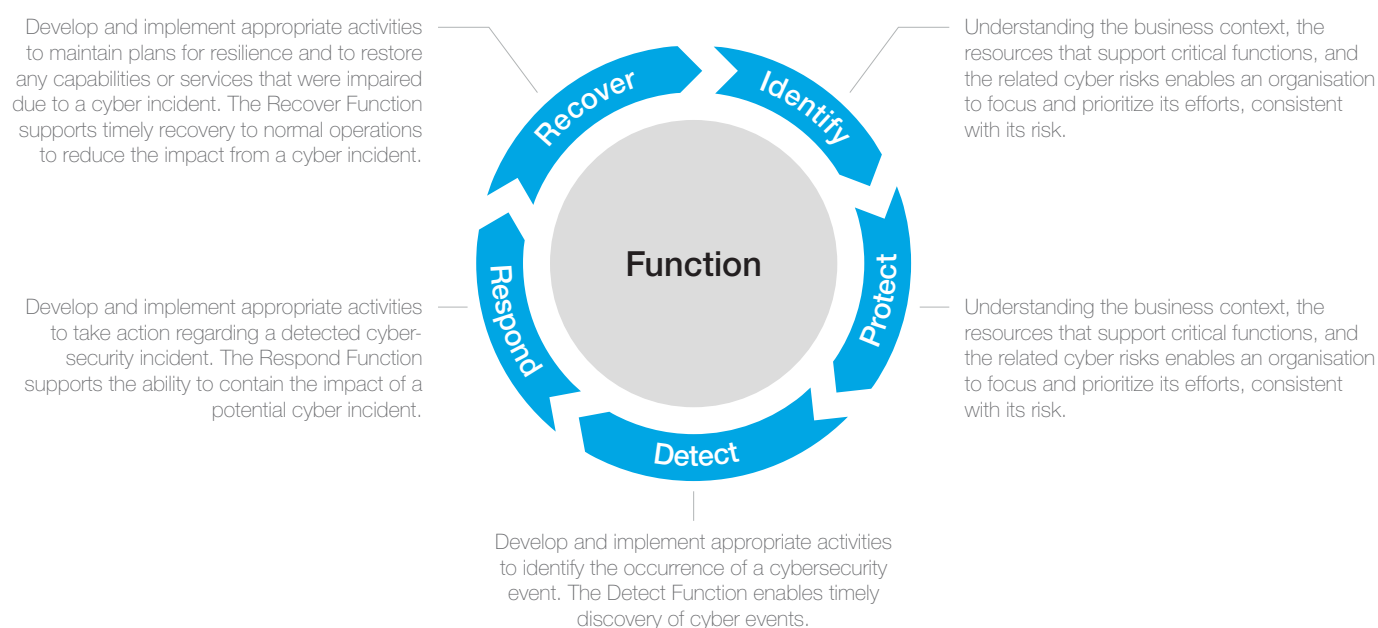 Develop and implement appropriate activities
to maintain plans for resilience and to restore
any capabilities or services that were impaired
due to a cyber incident. The Recover Function
supports timely recovery to normal operations
to reduce the impact from a cyber incident.
Understanding the business context, the
resources that support critical functions, and
the related cyber risks enables an organisation
to focus and prioritize its efforts, consistent
with its risk.
Recover
Identify
Function
Respond
Protect
Detect
Develop and implement appropriate activities
to take action regarding a detected cyber-
security incident. The Respond Function
supports the ability to contain the impact of a
potential cyber incident.
Understanding the business context, the
resources that support critical functions, and
the related cyber risks enables an organisation
to focus and prioritize its efforts, consistent
with its risk.
Develop and implement appropriate activities
to identify the occurrence of a cybersecurity
event. The Detect Function enables timely
discovery of cyber events.